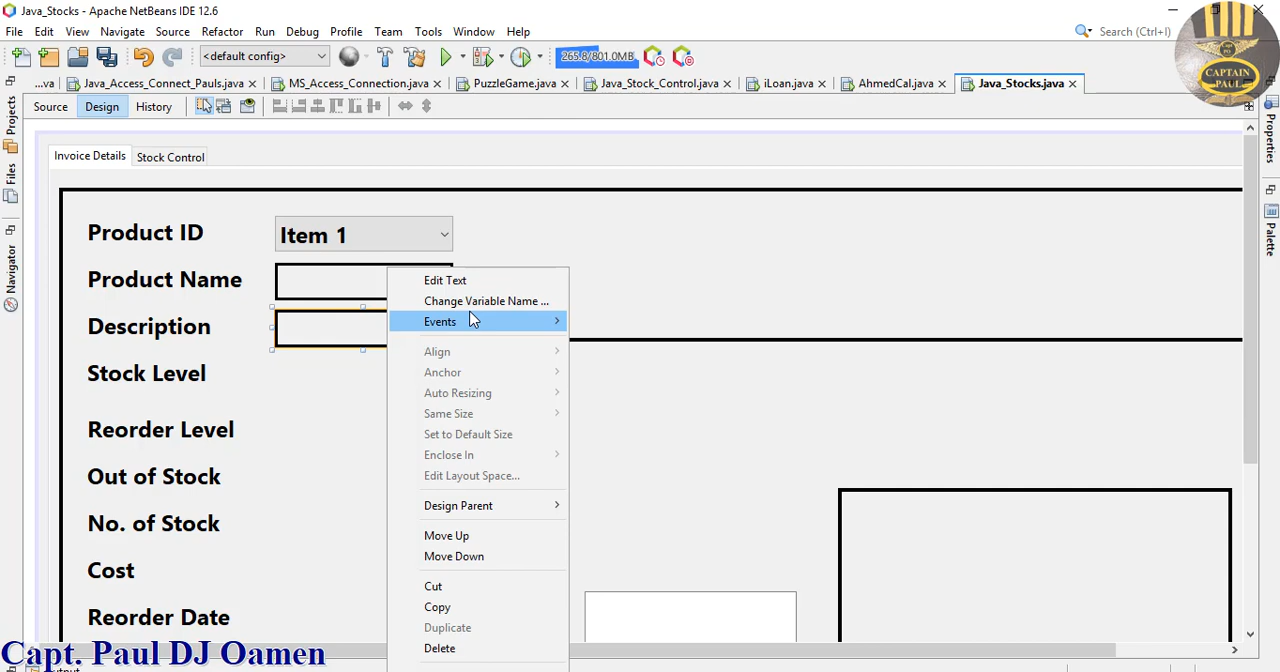 Java_Stocks - Apache NetBeans IDE 12.6
File Edit View Navigate Source Refactor Run Debug Profile Team Tools Window Help
Search (Ctrl+I)
<default config>
265.8/801.0MB
...va Java_Access_Connect_Pauls.java MS_Access_Connection.java PuzzleGame.java Java_Stock_Control.java iLoan.java AhmedCal.java Java_Stocks.java
CAPTAIN
PAUL
Source Design History
Projects
Files
Navigator
Properties
Palette
Invoice Details Stock Control
Product ID Item 1
Product Name
Description
Stock Level
Reorder Level
Out of Stock
No. of Stock
Cost
Reorder Date
Edit Text
Change Variable Name ...
Events
Align
Anchor
Auto Resizing
Same Size
Set to Default Size
Enclose In
Edit Layout Space...
Design Parent
Move Up
Move Down
Cut
Copy
Duplicate
Delete
Capt. Paul DJ Oamen